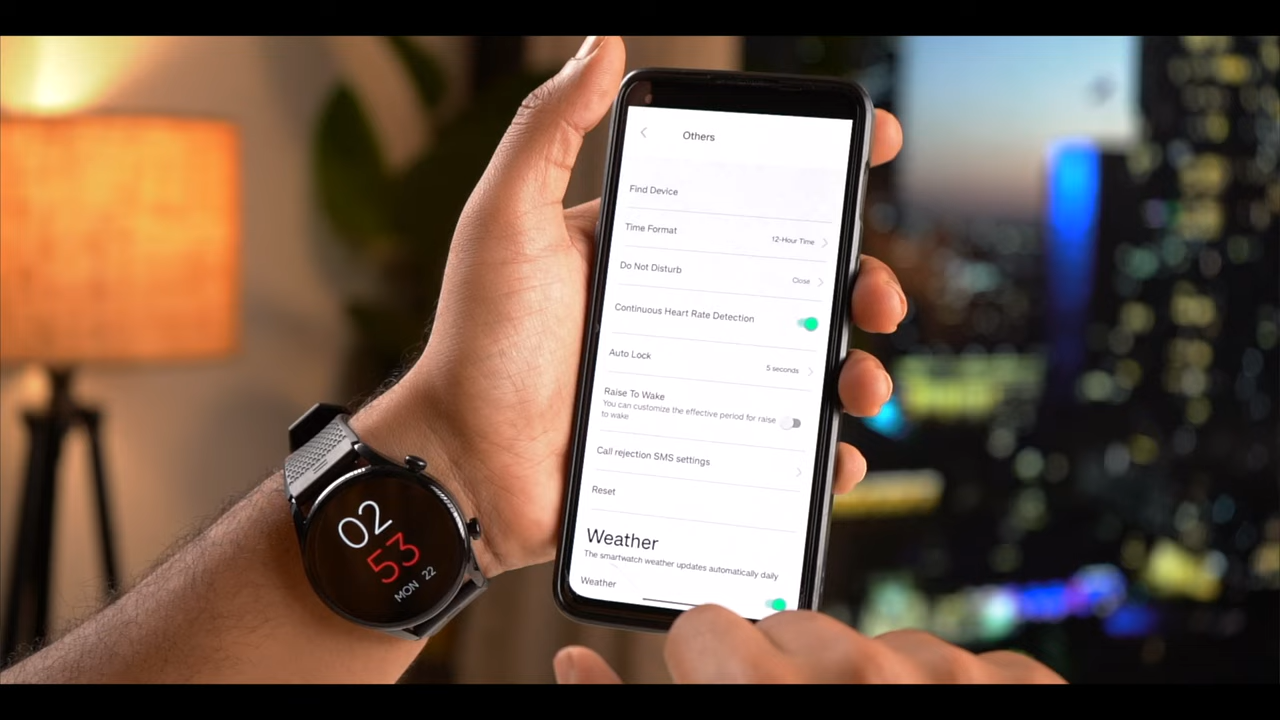 Others
Find Device
Time Format
12-Hour Time
Do Not Disturb
Close
Continuous Heart Rate Detection
Auto Lock
5 seconds
Raise To Wake
You can customize the effective period for raise
to wake
Call rejection SMS settings
Reset
Weather
The smartwatch weather updates automatically daily
Weather
02
53
MON 22